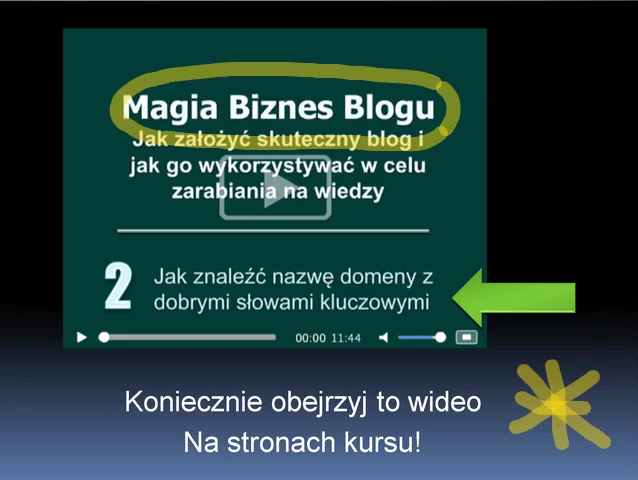 Magia Biznes Blogu
Jak założyć skuteczny blog i
jak go wykorzystywać w celu
zarabiania na wiedzy
2
Jak znaleźć nazwę domeny z
dobrymi słowami kluczowymi
00:00 11:44
Koniecznie obejrzyj to wideo
Na stronach kursu!